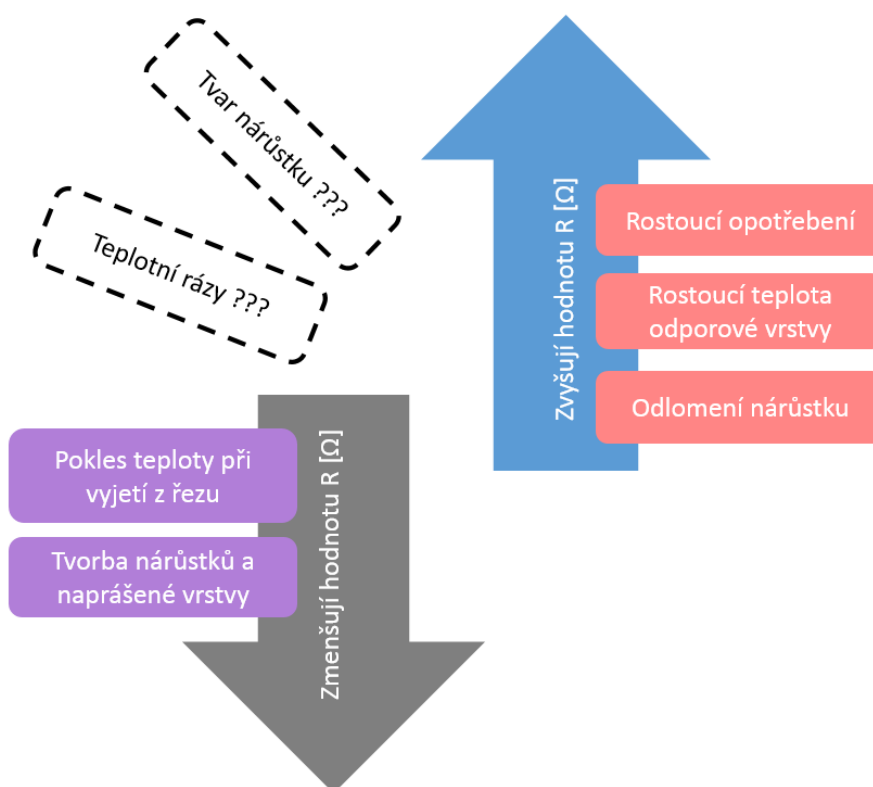 Tvar nárůstku ???
Teplotní rázy ???
Zvyšují hodnotu R [Ω]
Rostoucí opotřebení
Rostoucí teplota
odporové vrstvy
Odlomení nárůstku
Pokles teploty při
vyjetí z řezu
Tvorba nárůstků a
naprášené vrstvy
Zmenšují hodnotu R [Ω]